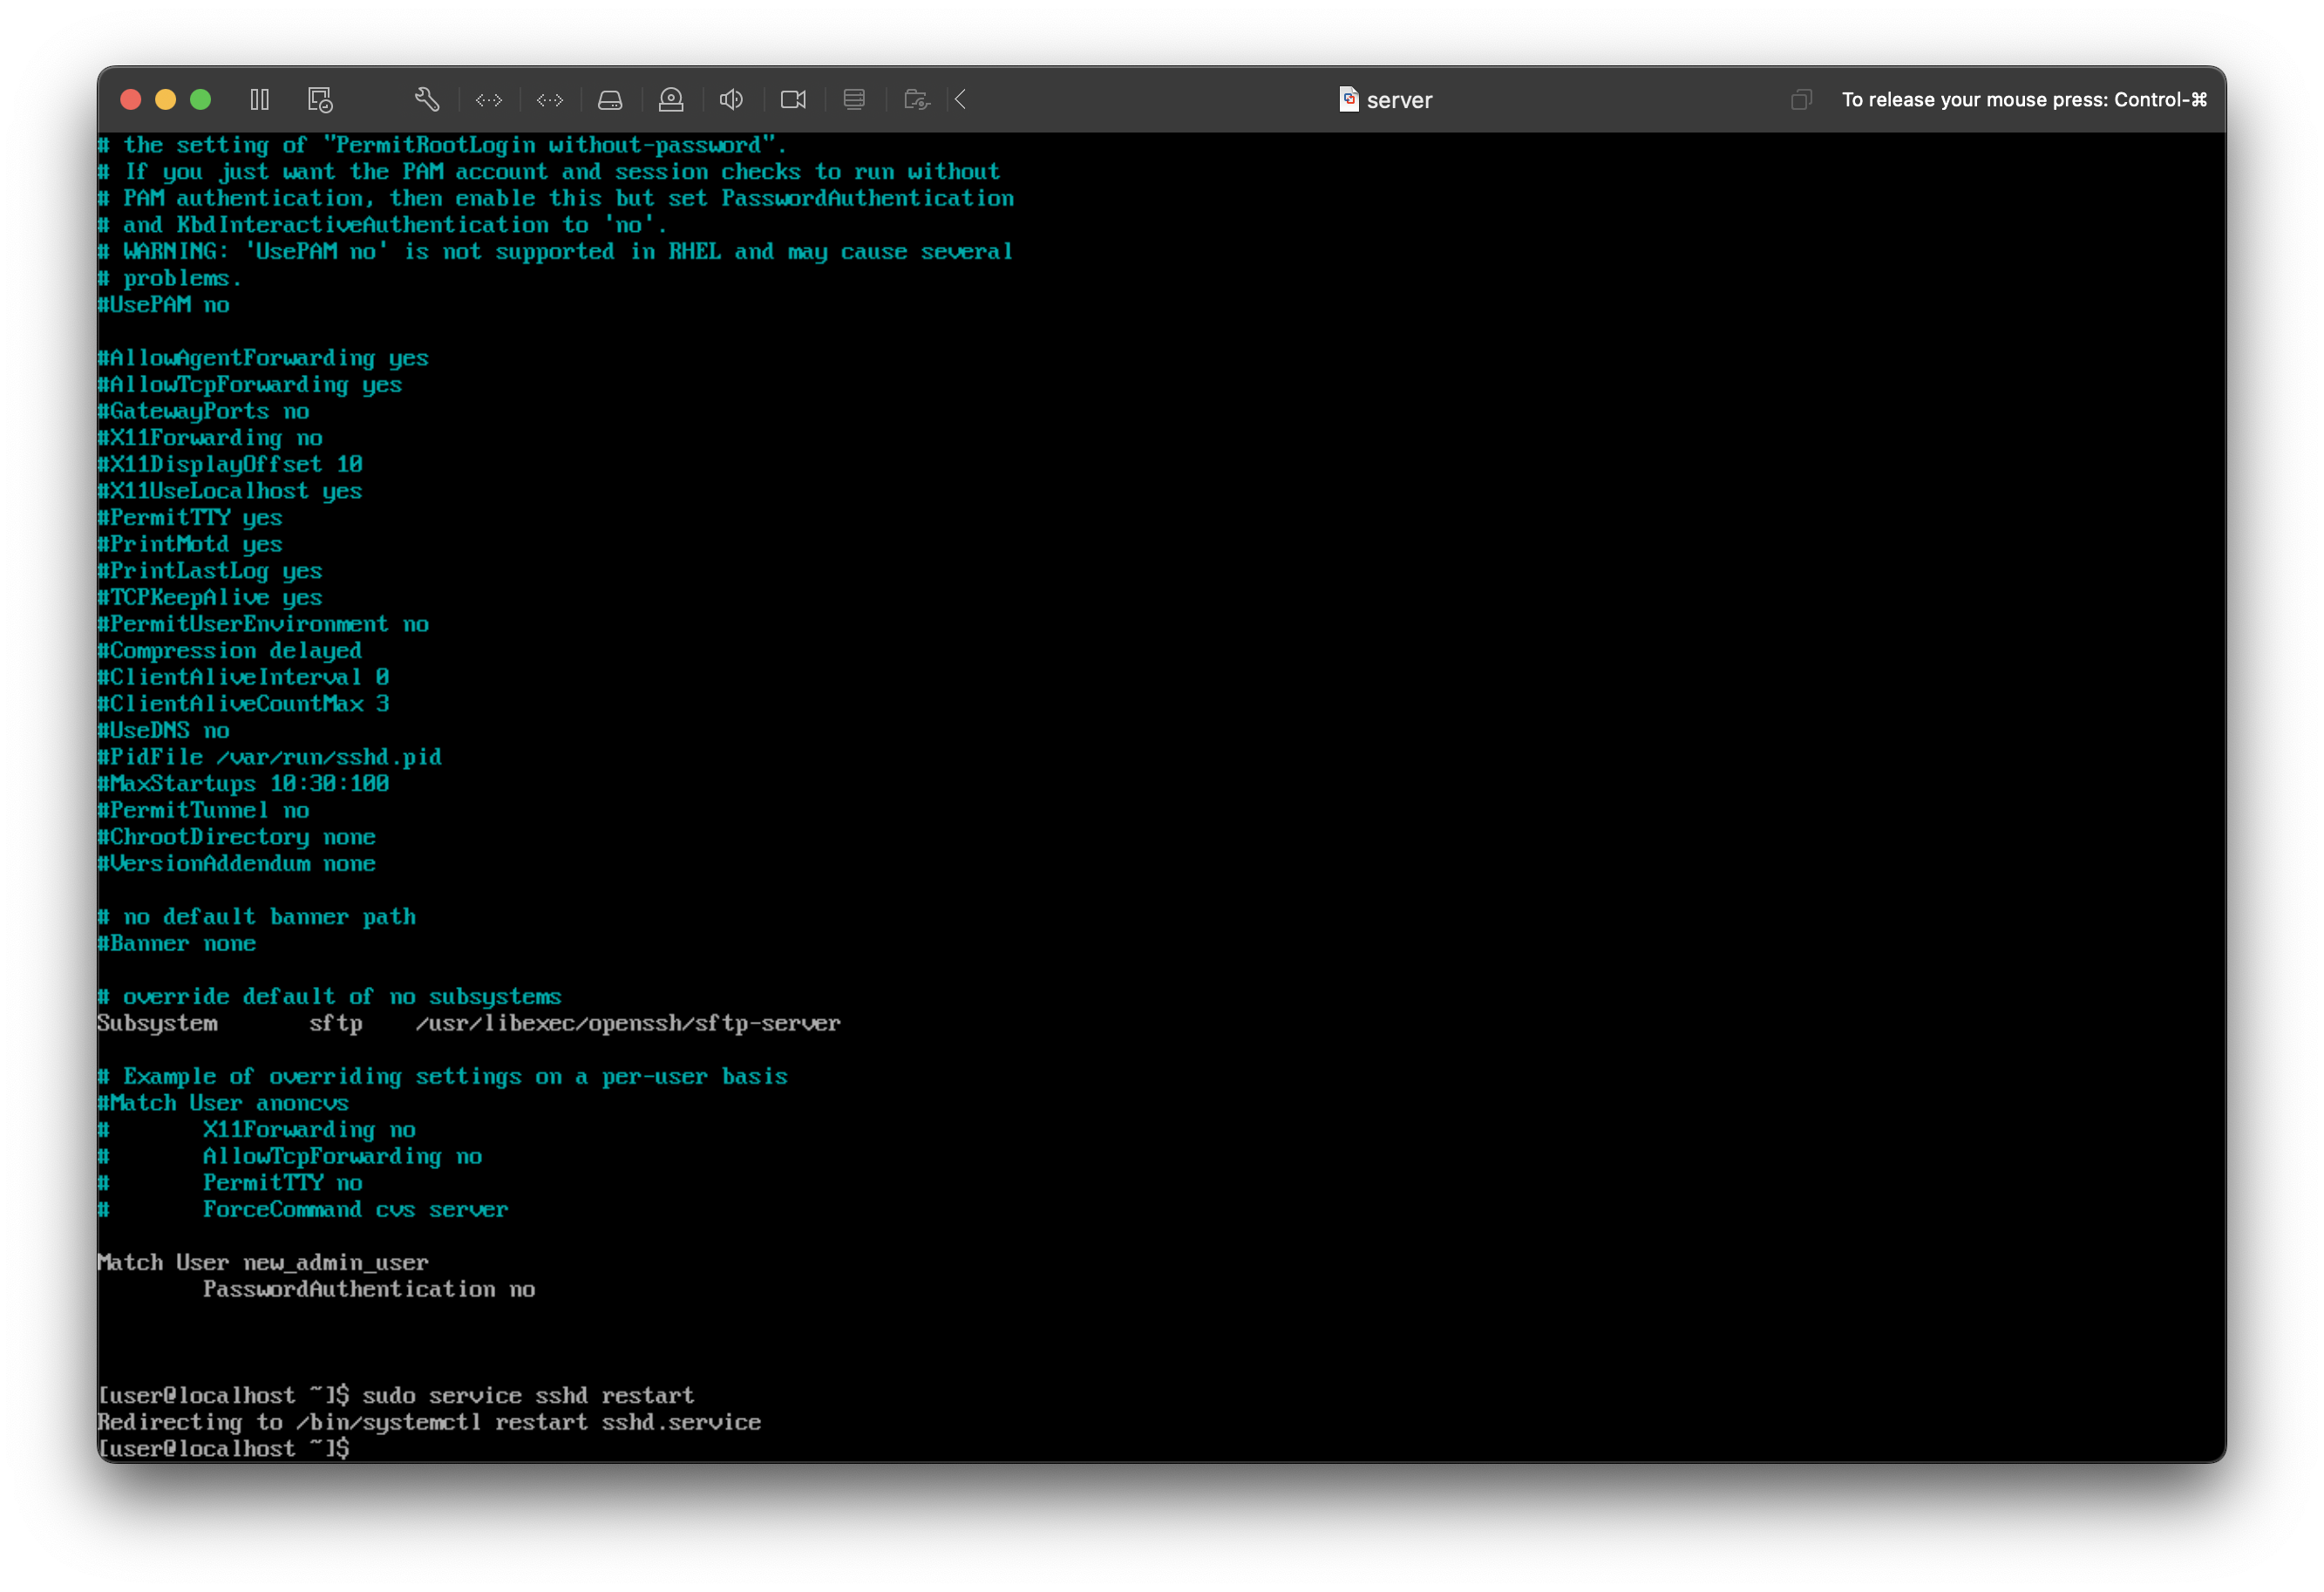 server
To release your mouse press: Control-⌘
# the setting of "PermitRootLogin without-password".
# If you just want the PAM account and session checks to run without
# PAM authentication, then enable this but set PasswordAuthentication
# and KbdInteractiveAuthentication to 'no'.
# WARNING: 'UsePAM no' is not supported in RHEL and may cause several
# problems.
#UsePAM no
#AllowAgentForwarding yes
#AllowTcpForwarding yes
#GatewayPorts no
#X11Forwarding no
#X11DisplayOffset 10
#X11UseLocalhost yes
#PermitTTY yes
#PrintMotd yes
#PrintLastLog yes
#TCPKeepAlive yes
#PermitUserEnvironment no
#Compression delayed
#ClientAliveInterval 0
#ClientAliveCountMax 3
#UseDNS no
#PidFile /var/run/sshd.pid
#MaxStartups 10:30:100
#PermitTunnel no
#ChrootDirectory none
#VersionAddendum none
# no default banner path
#Banner none
# override default of no subsystems
Subsystem       sftp    /usr/libexec/openssh/sftp-server
# Example of overriding settings on a per-user basis
#Match User anoncvs
#       X11Forwarding no
#       AllowTcpForwarding no
#       PermitTTY no
#       ForceCommand cvs server
Match User new_admin_user
        PasswordAuthentication no
[user@localhost ~]$ sudo service sshd restart
Redirecting to /bin/systemctl restart sshd.service
[user@localhost ~]$